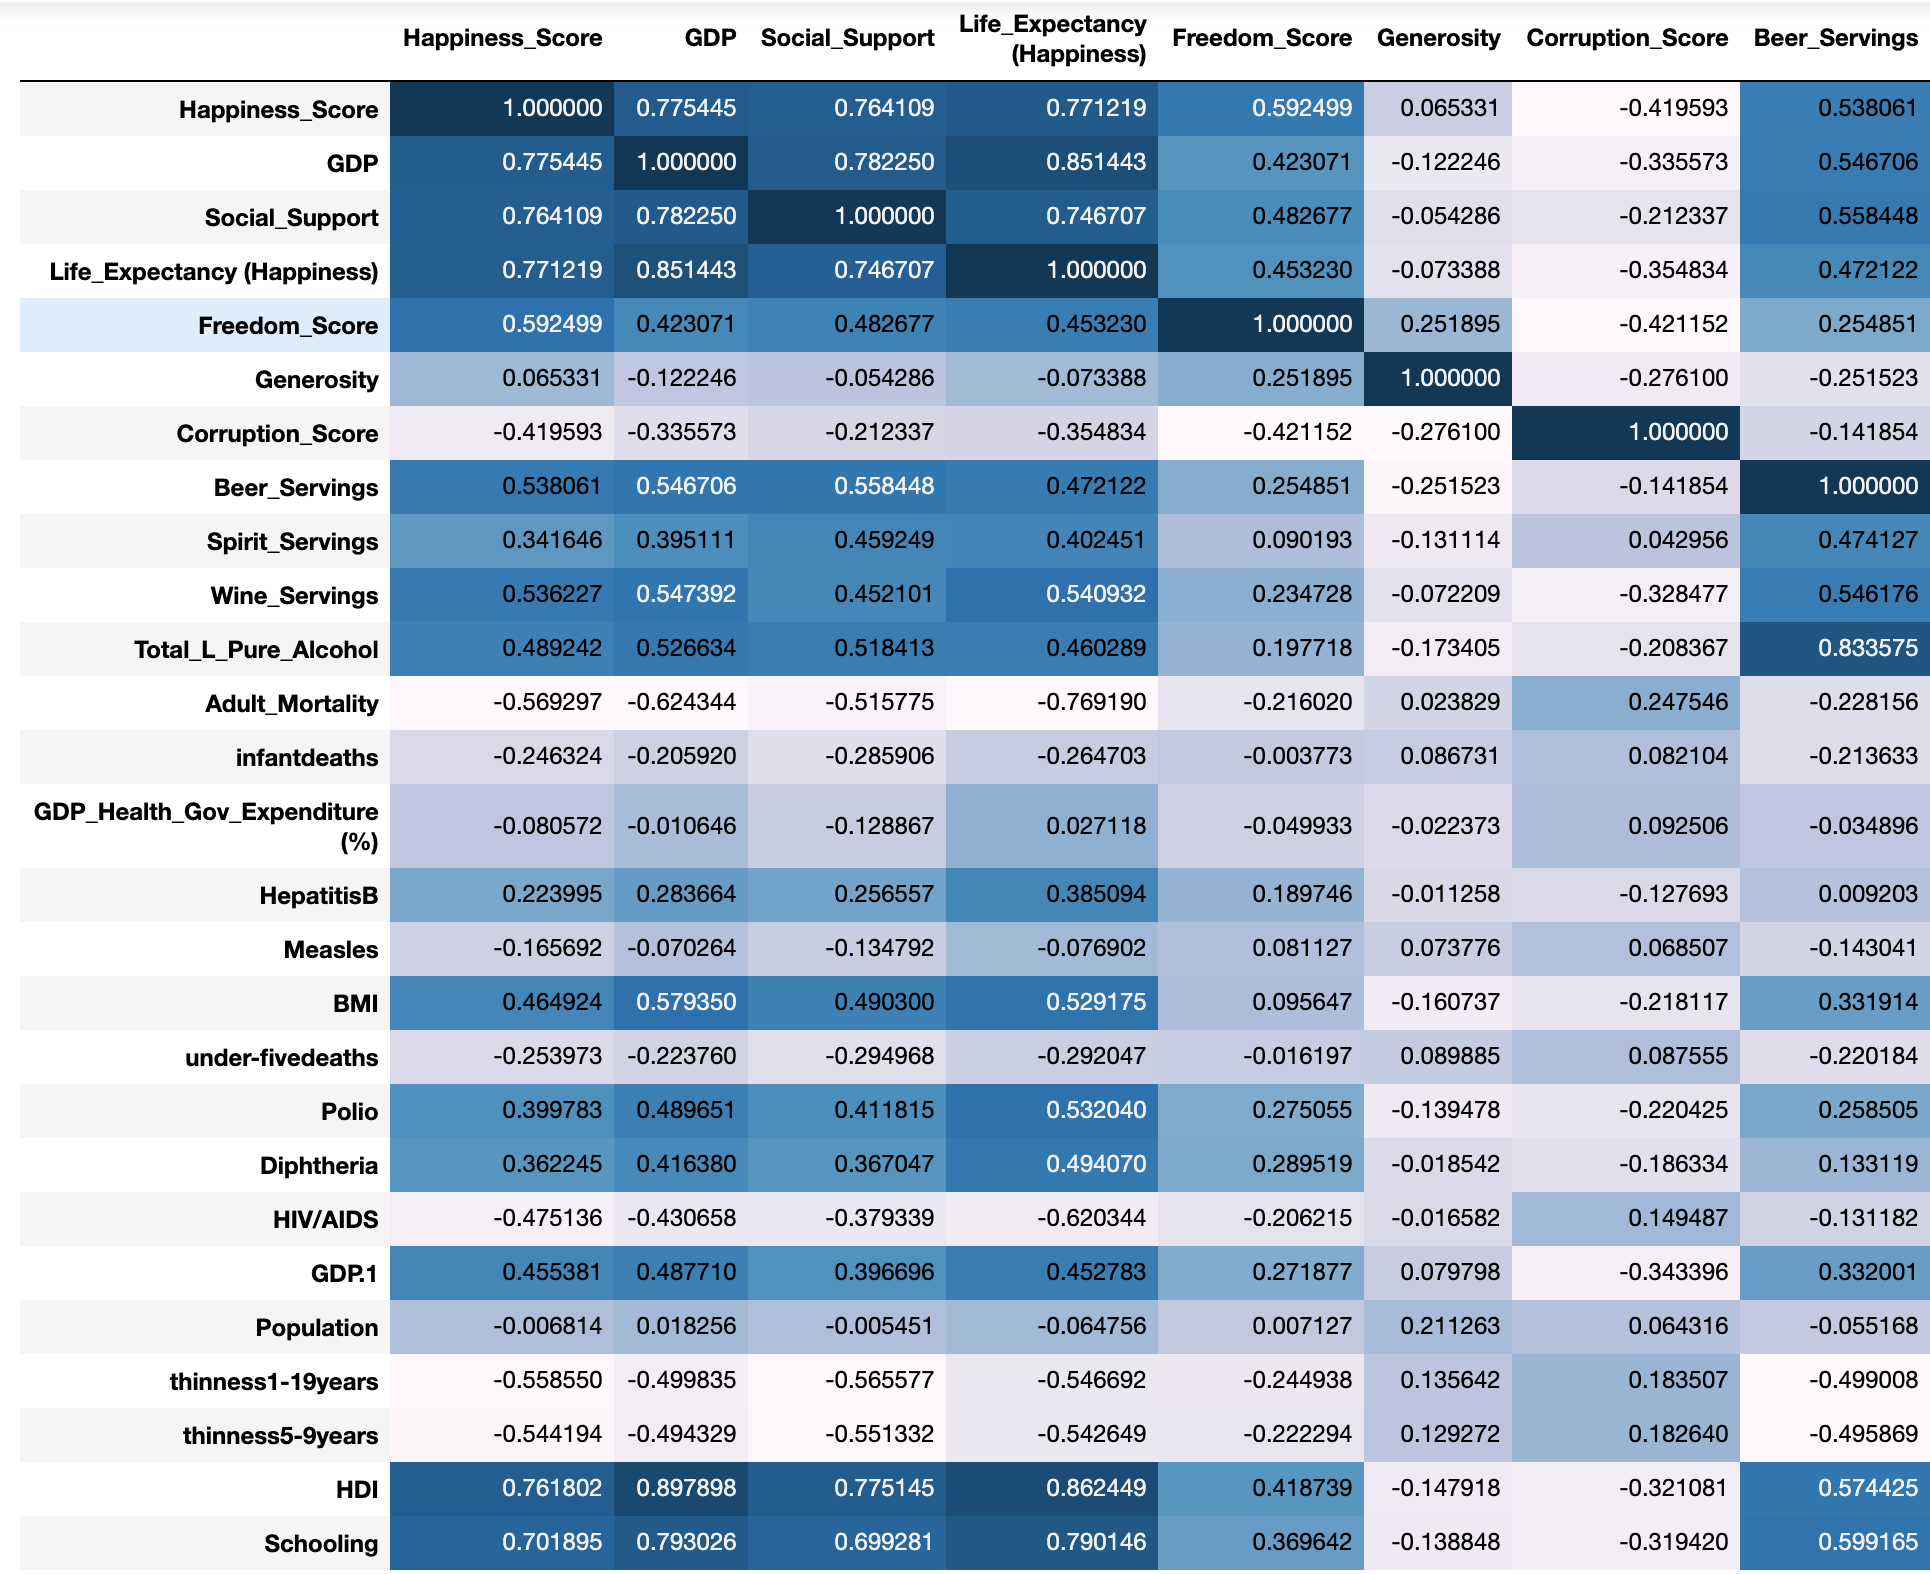 Happiness_Score GDP Social_Support Life_Expectancy (Happiness) Freedom_Score Generosity Corruption_Score Beer_Servings
Happiness_Score 1.000000 0.775445 0.764109 0.771219 0.592499 0.065331 -0.419593 0.538061
GDP 0.775445 1.000000 0.782250 0.851443 0.423071 -0.122246 -0.335573 0.546706
Social_Support 0.764109 0.782250 1.000000 0.746707 0.482677 -0.054286 -0.212337 0.558448
Life_Expectancy (Happiness) 0.771219 0.851443 0.746707 1.000000 0.453230 -0.073388 -0.354834 0.472122
Freedom_Score 0.592499 0.423071 0.482677 0.453230 1.000000 0.251895 -0.421152 0.254851
Generosity 0.065331 -0.122246 -0.054286 -0.073388 0.251895 1.000000 -0.276100 -0.251523
Corruption_Score -0.419593 -0.335573 -0.212337 -0.354834 -0.421152 -0.276100 1.000000 -0.141854
Beer_Servings 0.538061 0.546706 0.558448 0.472122 0.254851 -0.251523 -0.141854 1.000000
Spirit_Servings 0.341646 0.395111 0.459249 0.402451 0.090193 -0.131114 0.042956 0.474127
Wine_Servings 0.536227 0.547392 0.452101 0.540932 0.234728 -0.072209 -0.328477 0.546176
Total_L_Pure_Alcohol 0.489242 0.526634 0.518413 0.460289 0.197718 -0.173405 -0.208367 0.833575
Adult_Mortality -0.569297 -0.624344 -0.515775 -0.769190 -0.216020 0.023829 0.247546 -0.228156
infantdeaths -0.246324 -0.205920 -0.285906 -0.264703 -0.003773 0.086731 0.082104 -0.213633
GDP_Health_Gov_Expenditure (%) -0.080572 -0.010646 -0.128867 0.027118 -0.049933 -0.022373 0.092506 -0.034896
HepatitisB 0.223995 0.283664 0.256557 0.385094 0.189746 -0.011258 -0.127693 0.009203
Measles -0.165692 -0.070264 -0.134792 -0.076902 0.081127 0.073776 0.068507 -0.143041
BMI 0.464924 0.579350 0.490300 0.529175 0.095647 -0.160737 -0.218117 0.331914
under-fivedeaths -0.253973 -0.223760 -0.294968 -0.292047 -0.016197 0.089885 0.087555 -0.220184
Polio 0.399783 0.489651 0.411815 0.532040 0.275055 -0.139478 -0.220425 0.258505
Diphtheria 0.362245 0.416380 0.367047 0.494070 0.289519 -0.018542 -0.186334 0.133119
HIV/AIDS -0.475136 -0.430658 -0.379339 -0.620344 -0.206215 -0.016582 0.149487 -0.131182
GDP.1 0.455381 0.487710 0.396696 0.452783 0.271877 0.079798 -0.343396 0.332001
Population -0.006814 0.018256 -0.005451 -0.064756 0.007127 0.211263 0.064316 -0.055168
thinness1-19years -0.558550 -0.499835 -0.565577 -0.546692 -0.244938 0.135642 0.183507 -0.499008
thinness5-9years -0.544194 -0.494329 -0.551332 -0.542649 -0.222294 0.129272 0.182640 -0.495869
HDI 0.761802 0.897898 0.775145 0.862449 0.418739 -0.147918 -0.321081 0.574425
Schooling 0.701895 0.793026 0.699281 0.790146 0.369642 -0.138848 -0.319420 0.599165